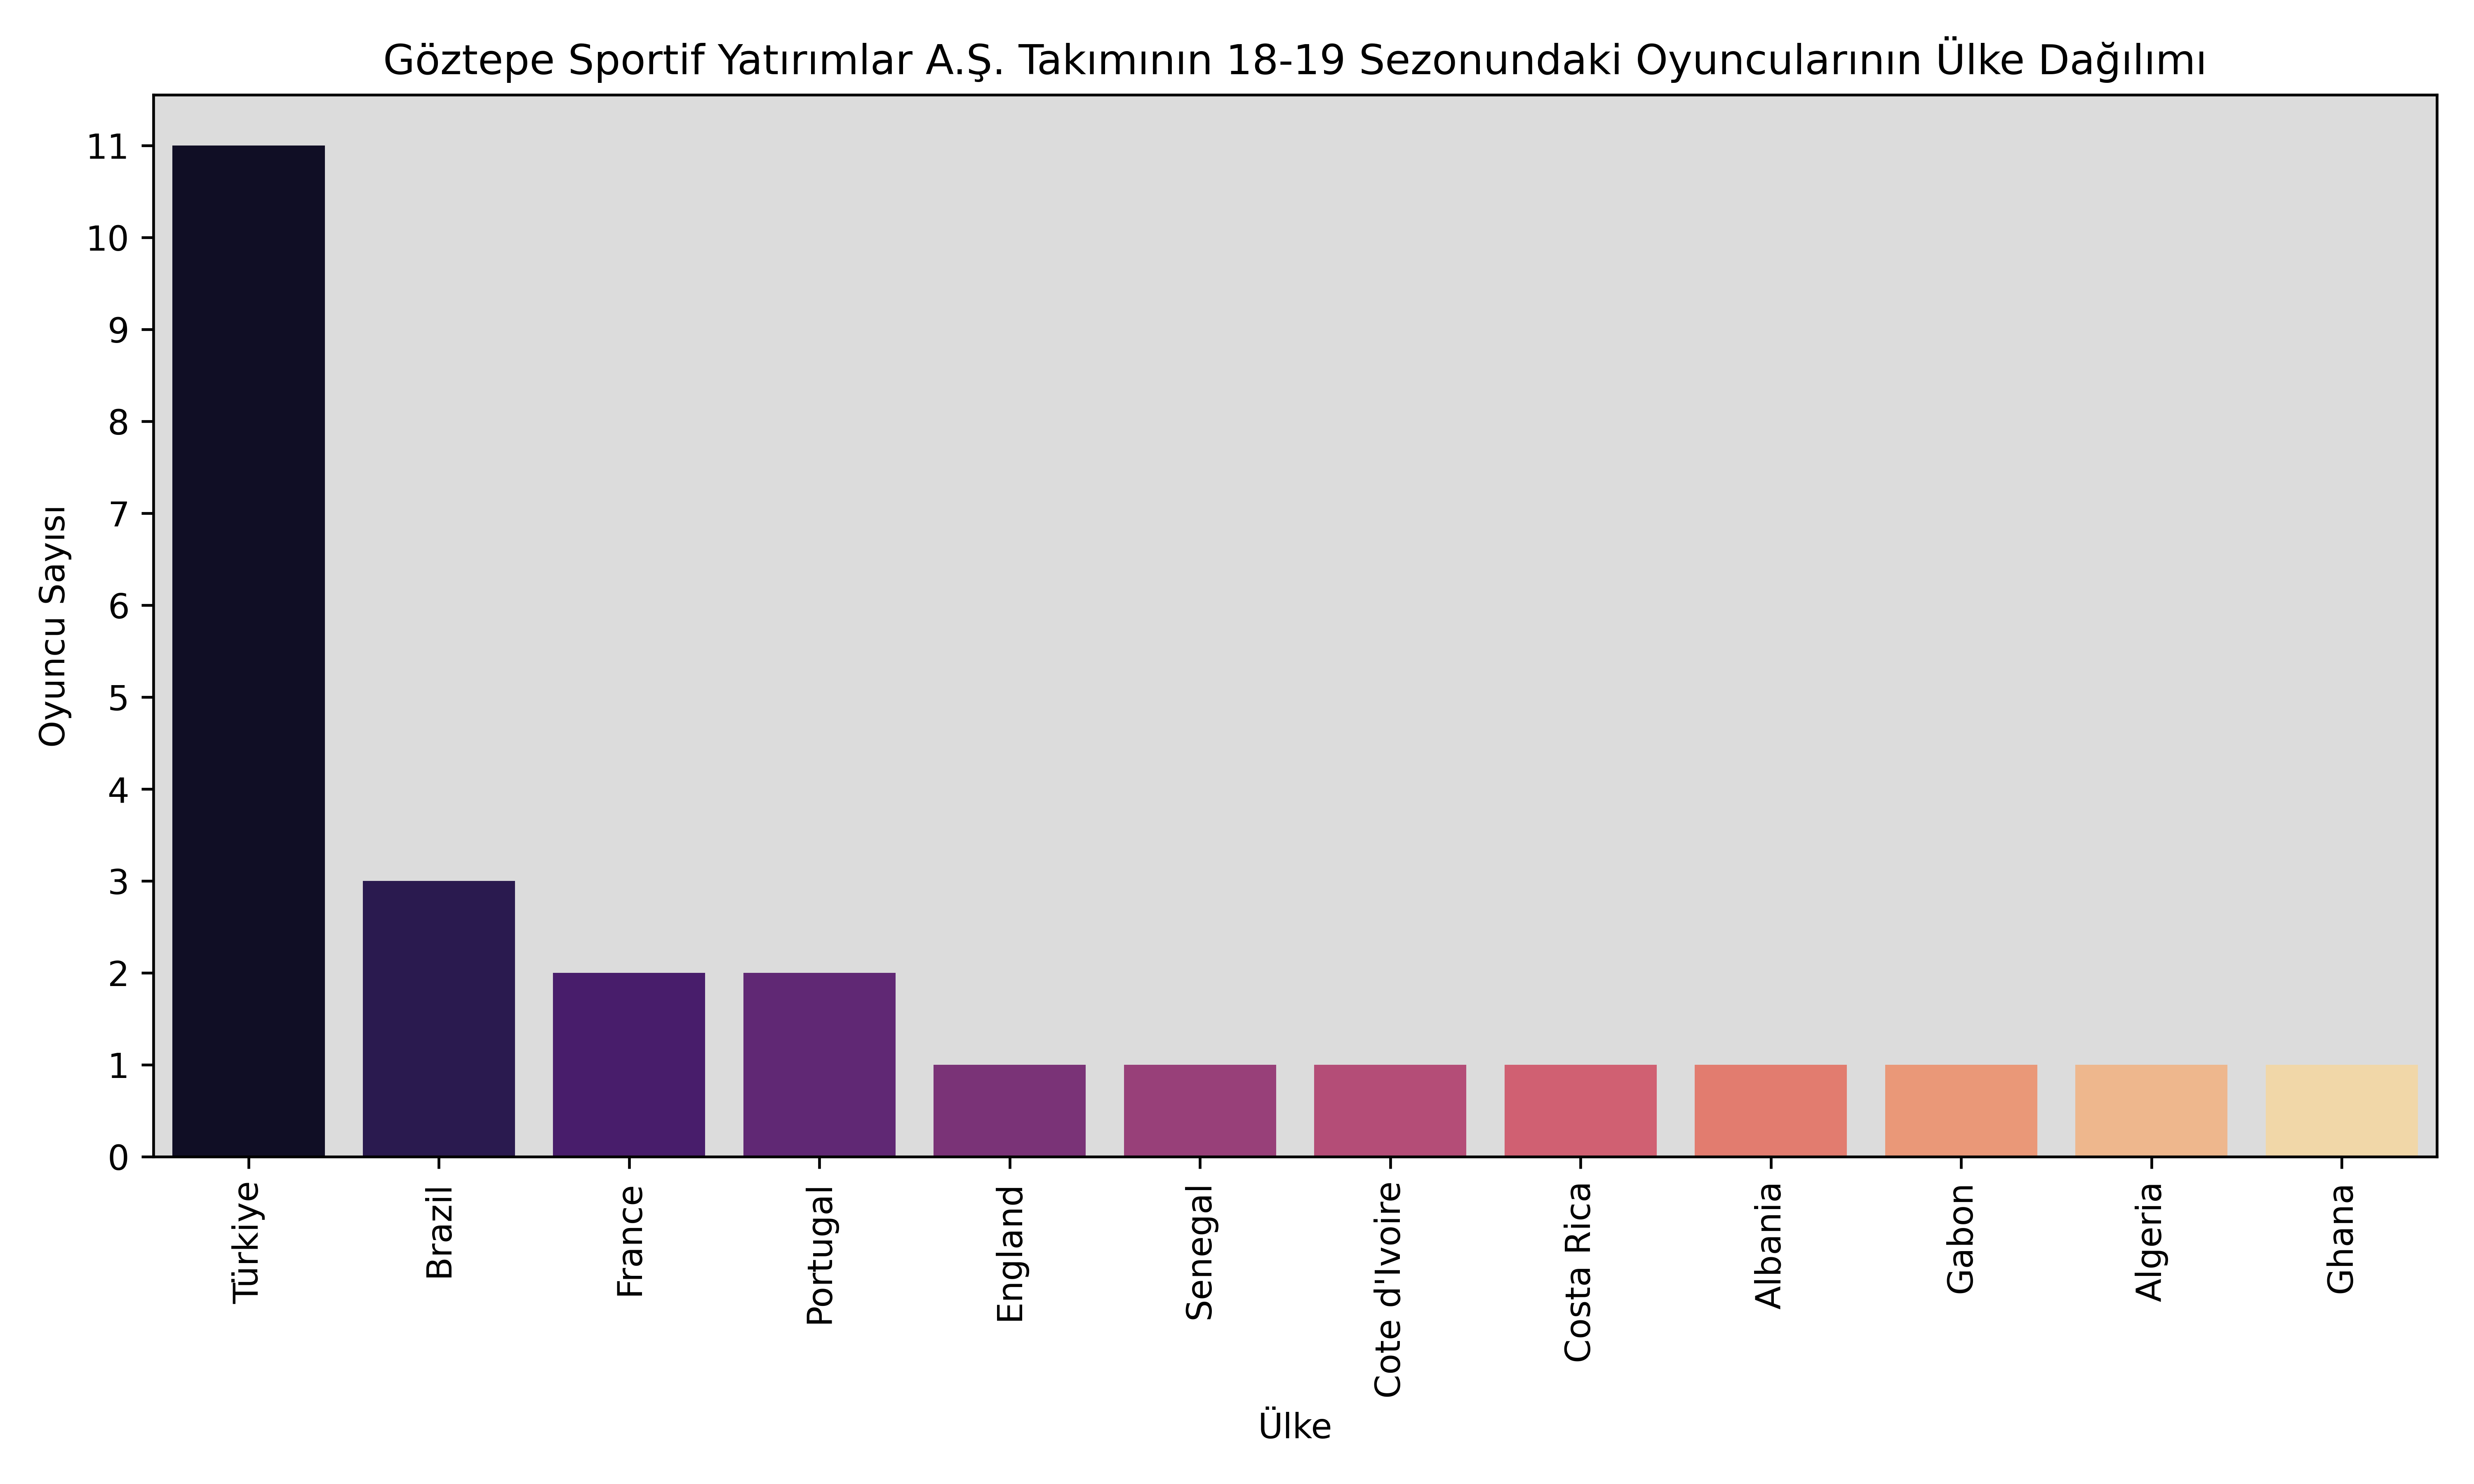 Göztepe Sportif Yatırımlar A.Ş. Takımının 18-19 Sezonundaki Oyuncularının Ülke Dağılımı
Oyuncu Sayısı
11
10
9
8
7
6
5
4
3
2
1
0
Türkiye
Brazil
France
Portugal
England
Senegal
Cote d'Ivoire
Costa Rica
Albania
Gabon
Algeria
Ghana
Ülke